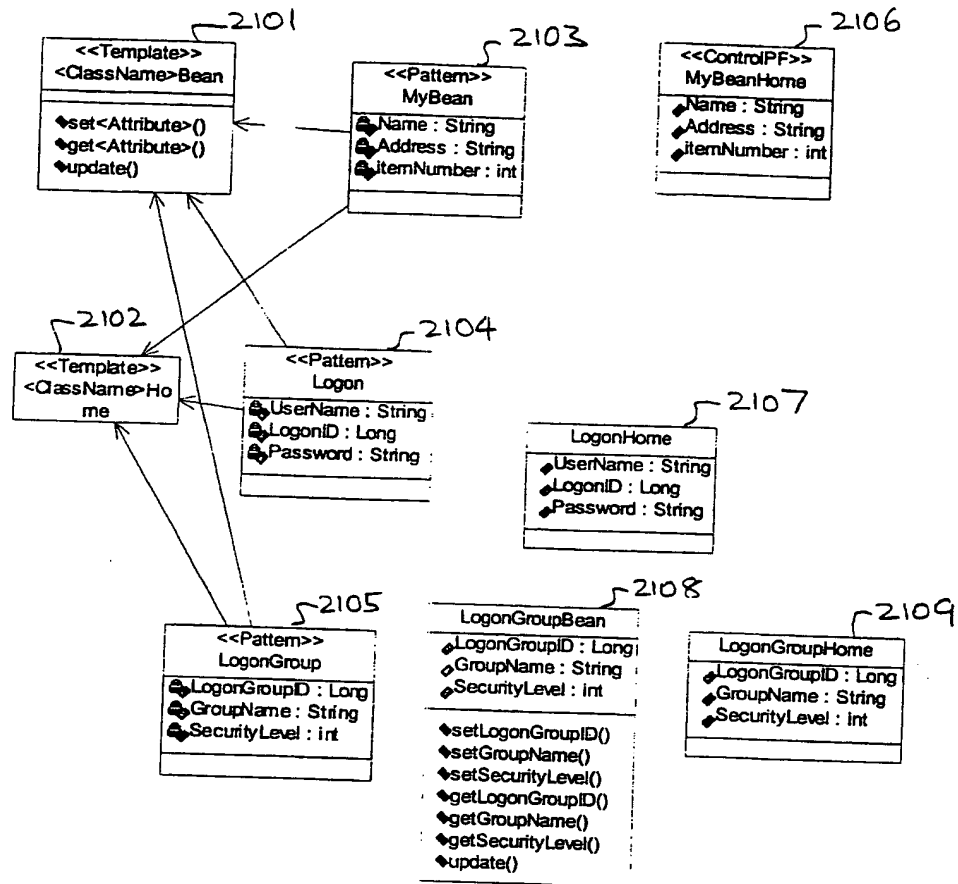 2101
<<Template>>
<ClassName>Bean
set<Attribute>()
get<Attribute>()
update()
2103
<<Pattern>>
MyBean
Name : String
Address : String
itemNumber : int
2106
<<ControlPF>>
MyBeanHome
Name : String
Address : String
itemNumber : int
2102
<<Template>>
<ClassName>Ho
me
2104
<<Pattern>>
Logon
UserName : String
LogonID : Long
Password : String
2107
LogonHome
UserName : String
LogonID : Long
Password : String
2105
<<Pattern>>
LogonGroup
LogonGroupID : Long
GroupName : String
SecurityLevel : int
2108
LogonGroupBean
LogonGroupID : Long
GroupName : String
SecurityLevel : int
setLogonGroupID()
setGroupName()
setSecurityLevel()
getLogonGroupID()
getGroupName()
getSecurityLevel()
update()
2109
LogonGroupHome
LogonGroupID : Long
GroupName : String
SecurityLevel : int